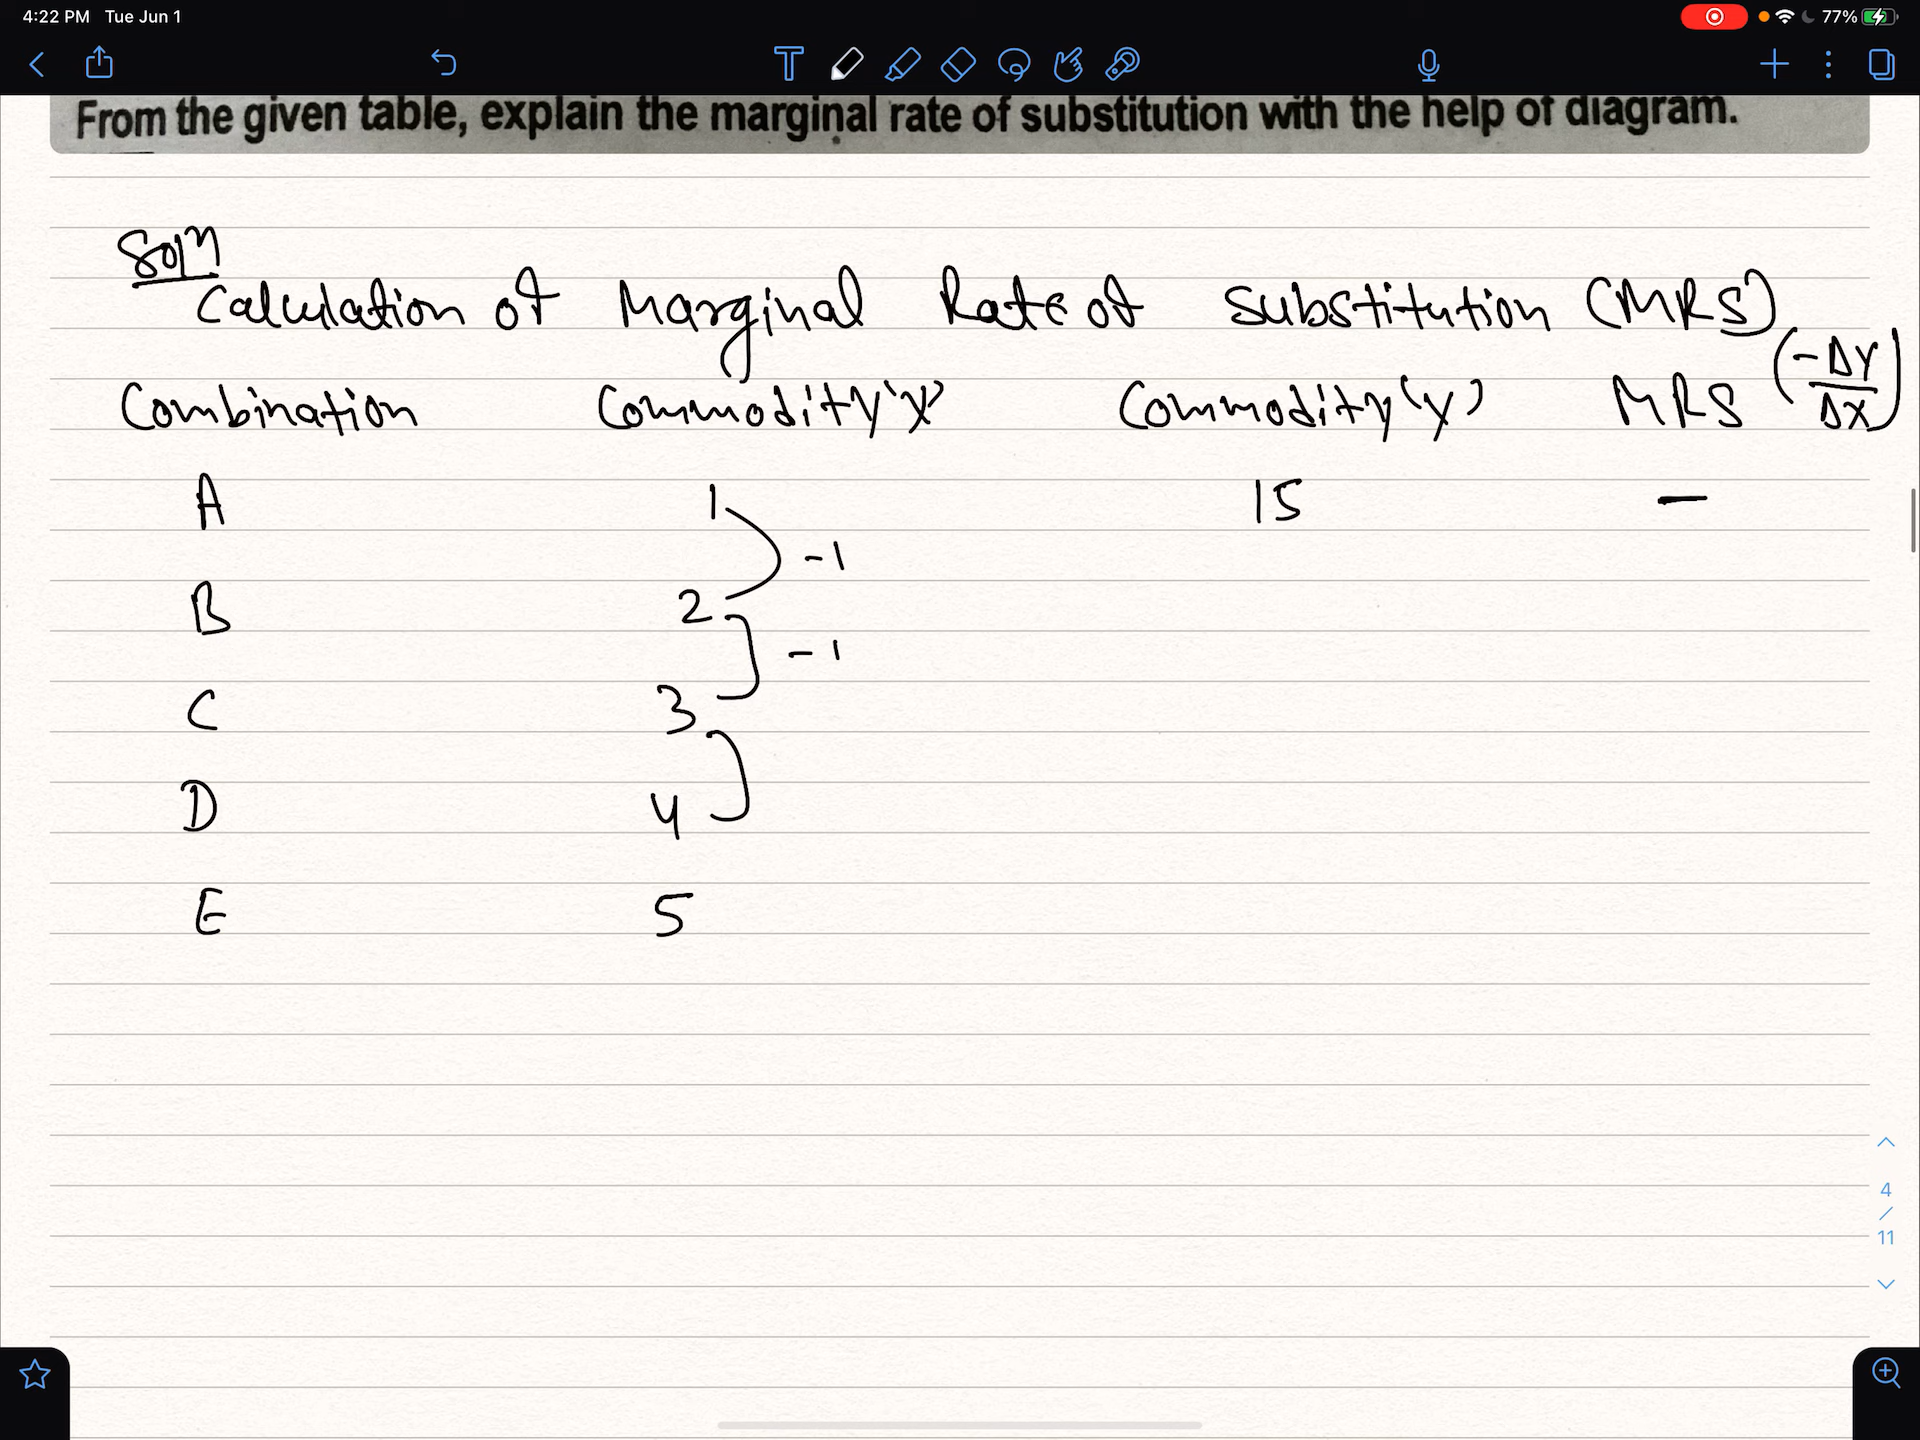 4:22 PM Tue Jun 1 77%
From the given table, explain the marginal rate of substitution with the help of diagram.
Soln
Calculation of Marginal Rate of Substitution (MRS)
Combination Commodity 'X' Commodity 'Y' MRS (-ΔY/ΔX)
A 1 15 –
-1
B 2
-1
C 3
D 4
E 5
4
/
11